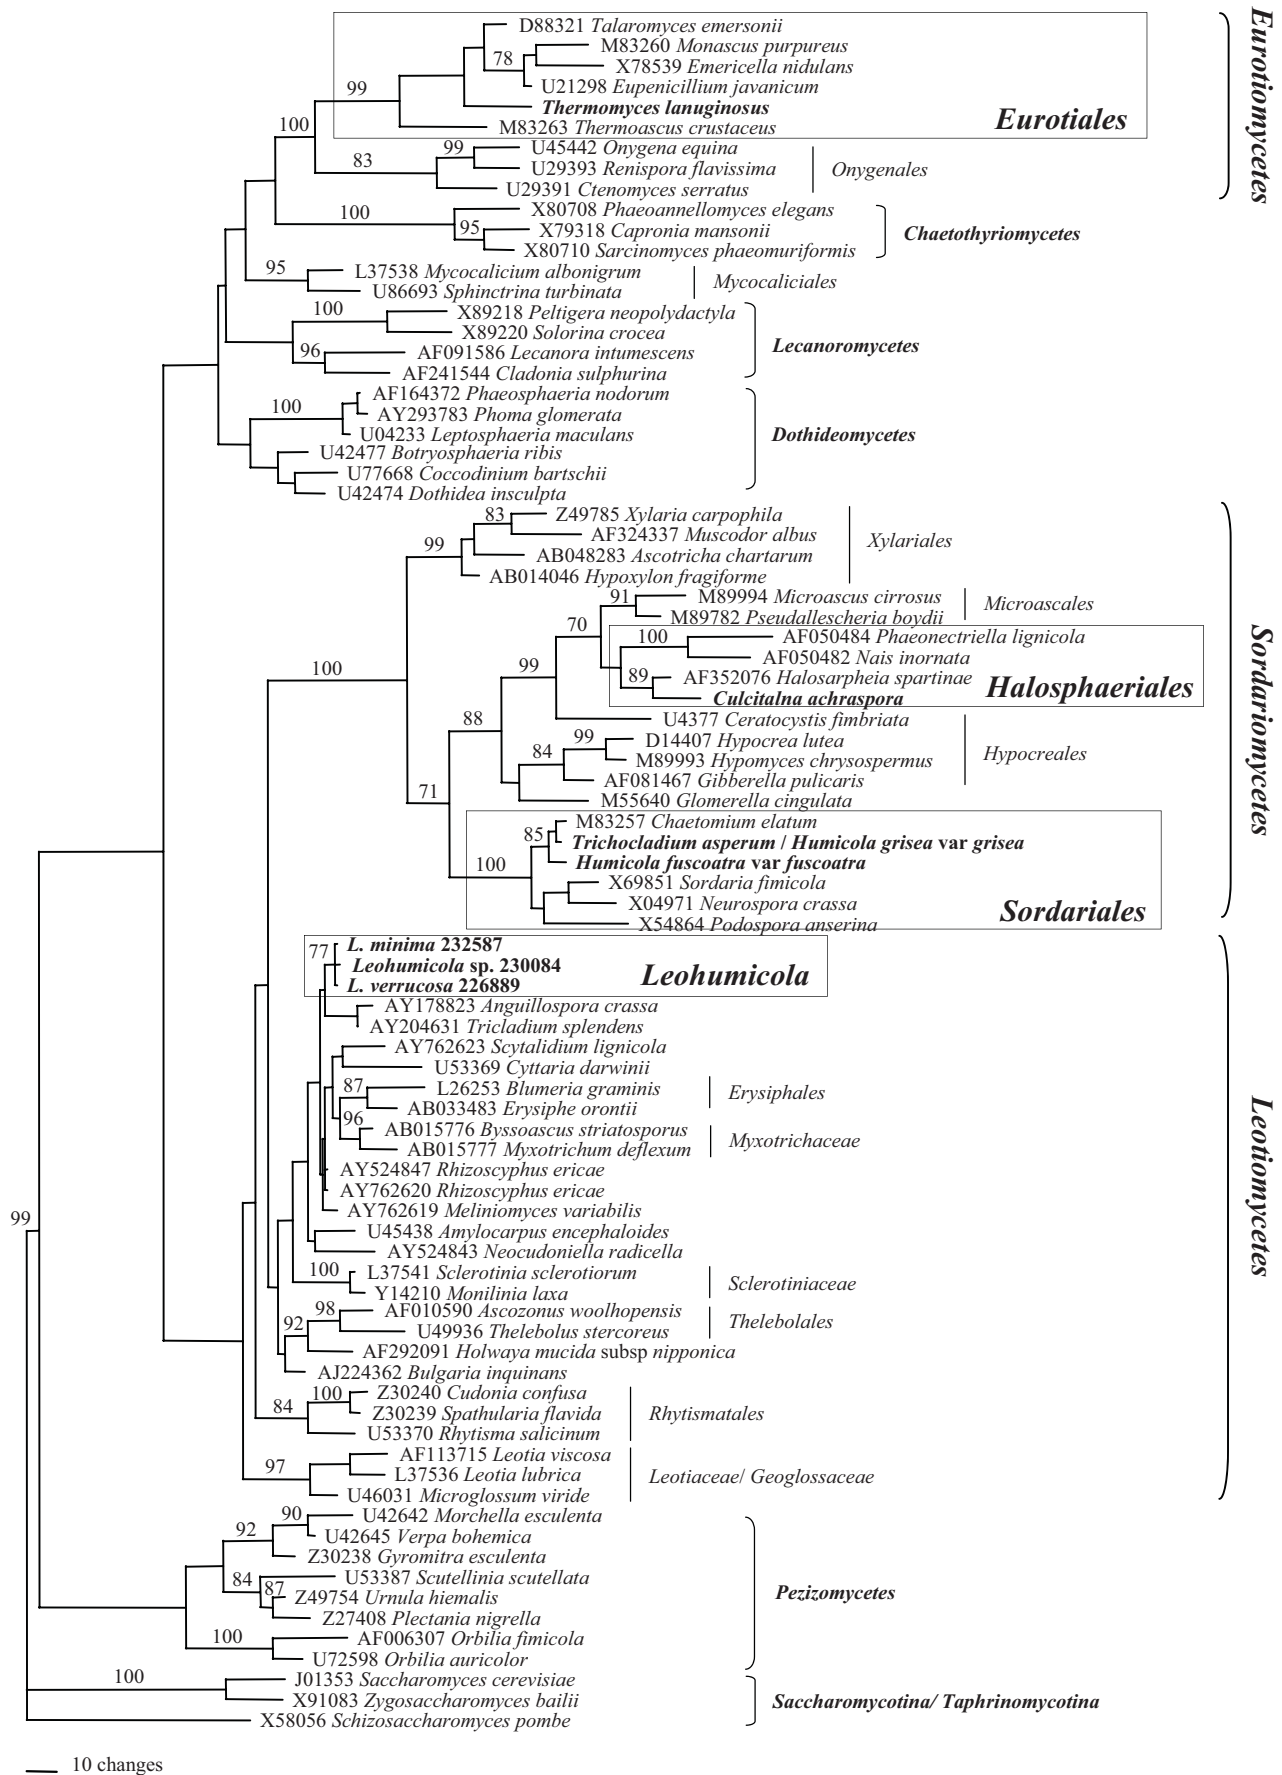 D88321 Talaromyces emersonii
M83260 Monascus purpureus
78
X78539 Emericella nidulans
U21298 Eupenicillium javanicum
99
Thermomyces lanuginosus
M83263 Thermoascus crustaceus
Eurotiales
100
U45442 Onygena equina
99
83
U29393 Renispora flavissima
Onygenales
U29391 Ctenomyces serratus
Eurotiomycetes
X80708 Phaeoannellomyces elegans
100
95
X79318 Capronia mansonii
Chaetothyriomycetes
X80710 Sarcinomyces phaeomuriformis
95
L37538 Mycocalicium albonigrum
Mycocaliciales
U86693 Sphinctrina turbinata
100
X89218 Peltigera neopolydactyla
X89220 Solorina crocea
Lecanoromycetes
96
AF091586 Lecanora intumescens
AF241544 Cladonia sulphurina
AF164372 Phaeosphaeria nodorum
100
AY293783 Phoma glomerata
U04233 Leptosphaeria maculans
Dothideomycetes
U42477 Botryosphaeria ribis
U77668 Coccodinium bartschii
U42474 Dothidea insculpta
83
Z49785 Xylaria carpophila
AF324337 Muscodor albus
Xylariales
99
AB048283 Ascotricha chartarum
AB014046 Hypoxylon fragiforme
91
M89994 Microascus cirrosus
Microascales
M89782 Pseudallescheria boydii
70
100
AF050484 Phaeonectriella lignicola
AF050482 Nais inornata
99
89
AF352076 Halosarpheia spartinae
Halosphaeriales
Culcitalna achraspora
100
U4377 Ceratocystis fimbriata
88
99
D14407 Hypocrea lutea
84
M89993 Hypomyces chrysospermus
Hypocreales
AF081467 Gibberella pulicaris
71
M55640 Glomerella cingulata
M83257 Chaetomium elatum
85
Trichocladium asperum / Humicola grisea var grisea
100
Humicola fuscoatra var fuscoatra
X69851 Sordaria fimicola
X04971 Neurospora crassa
Sordariales
X54864 Podospora anserina
Sordariomycetes
77
L. minima 232587
Leohumicola sp. 230084
Leohumicola
L. verrucosa 226889
AY178823 Anguillospora crassa
AY204631 Tricladium splendens
AY762623 Scytalidium lignicola
U53369 Cyttaria darwinii
87
L26253 Blumeria graminis
Erysiphales
AB033483 Erysiphe orontii
96
AB015776 Byssoascus striatosporus
Myxotrichaceae
AB015777 Myxotrichum deflexum
AY524847 Rhizoscyphus ericae
AY762620 Rhizoscyphus ericae
AY762619 Meliniomyces variabilis
99
U45438 Amylocarpus encephaloides
AY524843 Neocudoniella radicella
100
L37541 Sclerotinia sclerotiorum
Sclerotiniaceae
Y14210 Monilinia laxa
98
AF010590 Ascozonus woolhopensis
Thelebolales
92
U49936 Thelebolus stercoreus
AF292091 Holwaya mucida subsp nipponica
AJ224362 Bulgaria inquinans
100
Z30240 Cudonia confusa
84
Z30239 Spathularia flavida
Rhytismatales
U53370 Rhytisma salicinum
97
AF113715 Leotia viscosa
L37536 Leotia lubrica
Leotiaceae/ Geoglossaceae
U46031 Microglossum viride
Leotiomycetes
90
U42642 Morchella esculenta
92
U42645 Verpa bohemica
Z30238 Gyromitra esculenta
84
U53387 Scutellinia scutellata
87
Z49754 Urnula hiemalis
Pezizomycetes
Z27408 Plectania nigrella
100
AF006307 Orbilia fimicola
U72598 Orbilia auricolor
100
J01353 Saccharomyces cerevisiae
X91083 Zygosaccharomyces bailii
Saccharomycotina/ Taphrinomycotina
X58056 Schizosaccharomyces pombe
10 changes